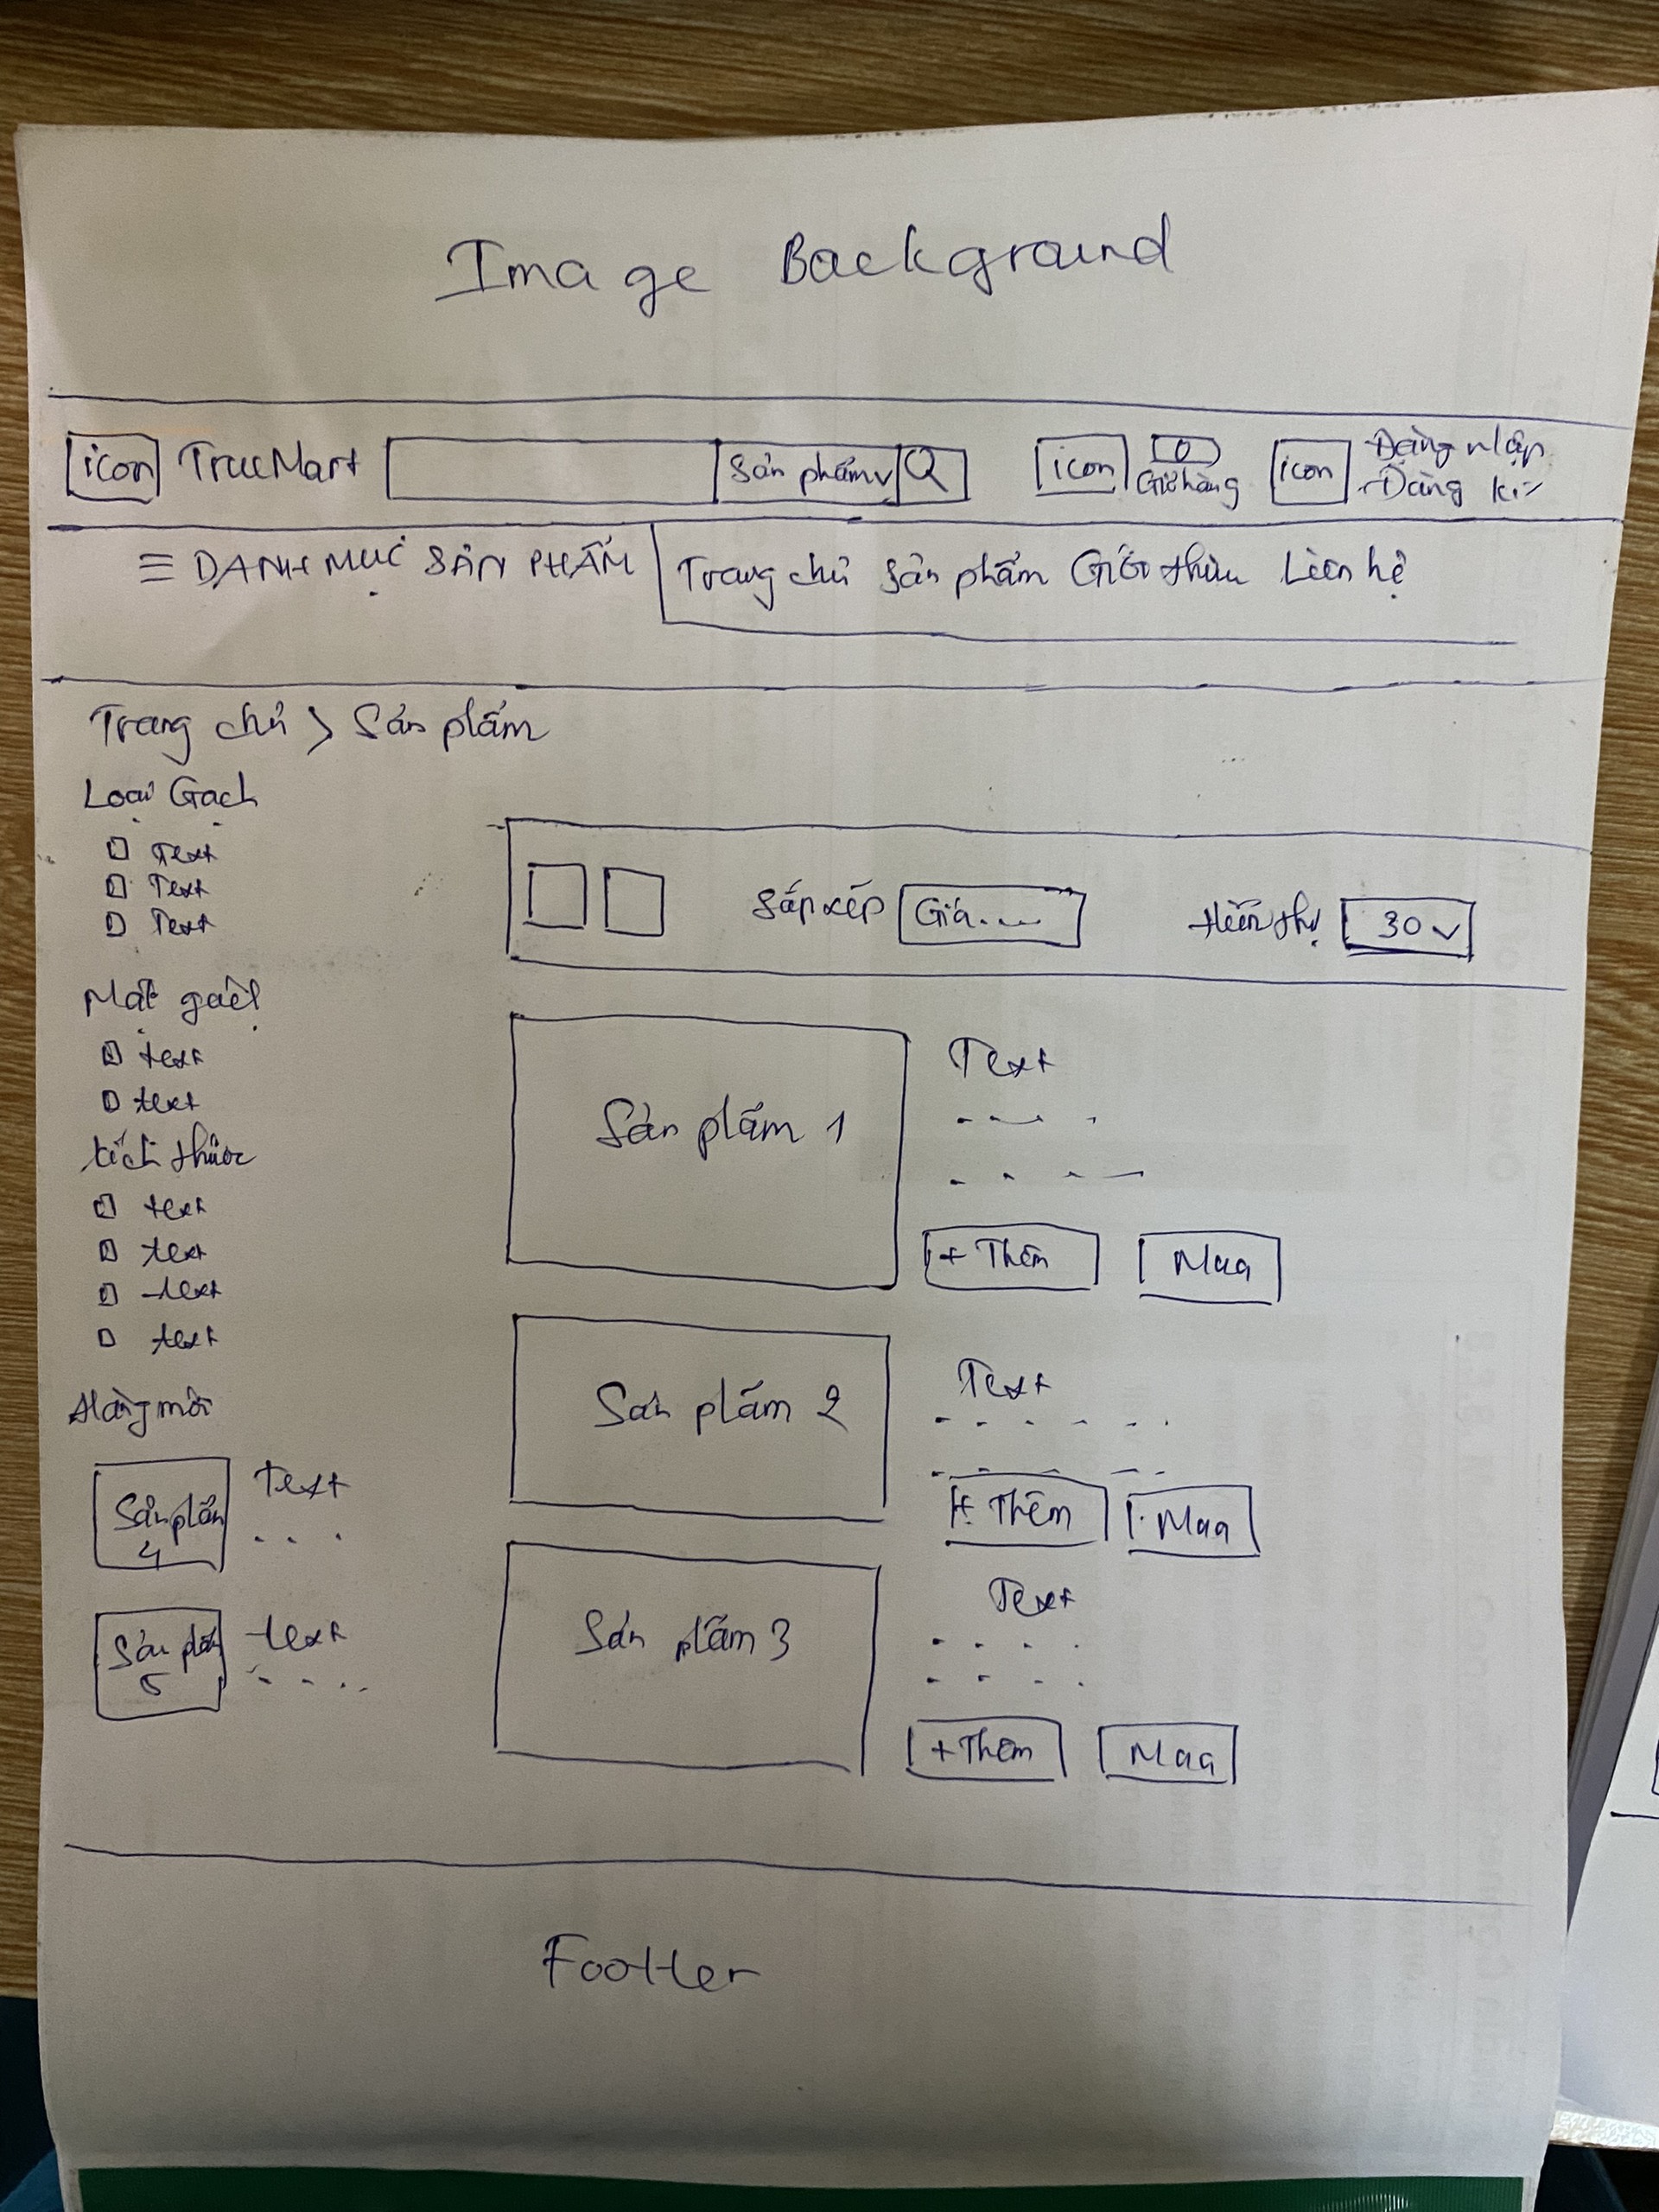 Image Background
icon TrucMart Sản phẩm v icon 0 Giỏ hàng icon Đăng nhập
Đăng kí
☰ DANH MỤC SẢN PHẨM Trang chủ Sản phẩm Giới thiệu Liên hệ
Trang chủ > Sản phẩm
Loại Gạch
Text
Text
Text
Sắp xếp Giá.... Hiển thị 30 v
Mặt gạch
text
text
Kích thước
text
text
text
text
Hàng mới
Sản phẩm 4 Text
Sản phẩm 5 text
Sản phẩm 1 Text
+ Thêm Mua
Sản phẩm 2 Text
+ Thêm Mua
Sản phẩm 3 Text
+ Thêm Mua
Footter